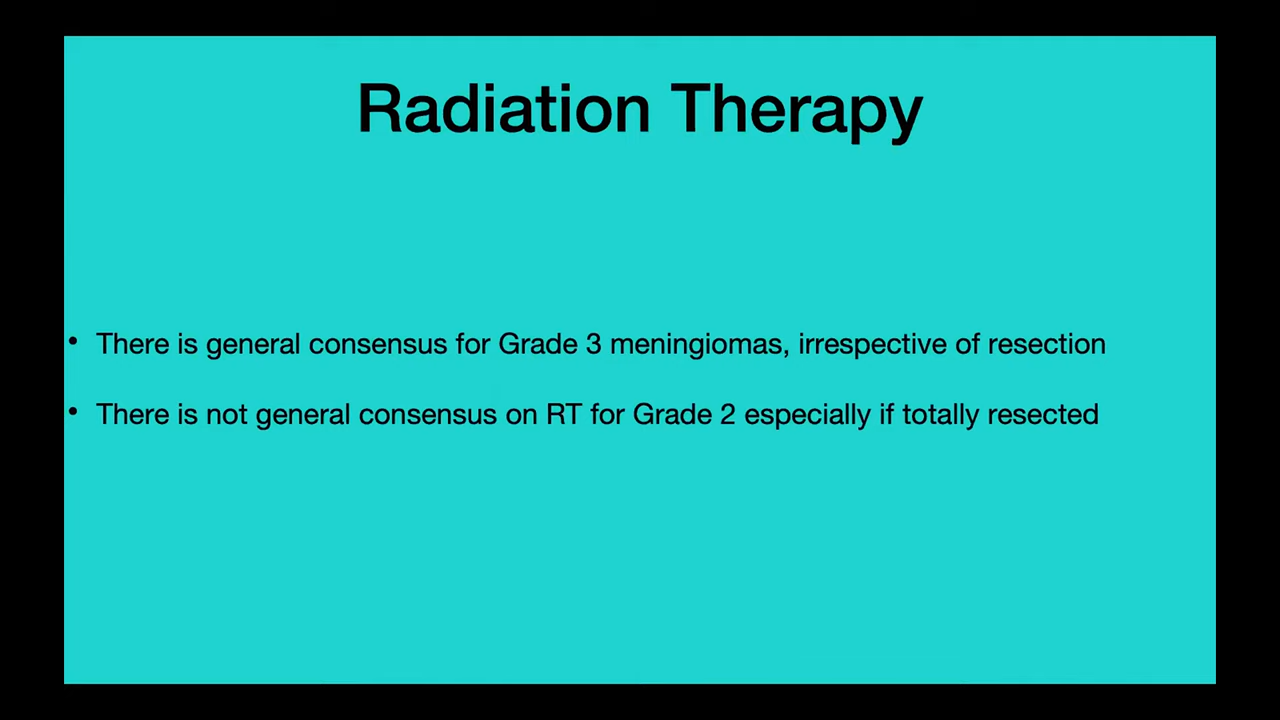 Radiation Therapy
• There is general consensus for Grade 3 meningiomas, irrespective of resection
• There is not general consensus on RT for Grade 2 especially if totally resected